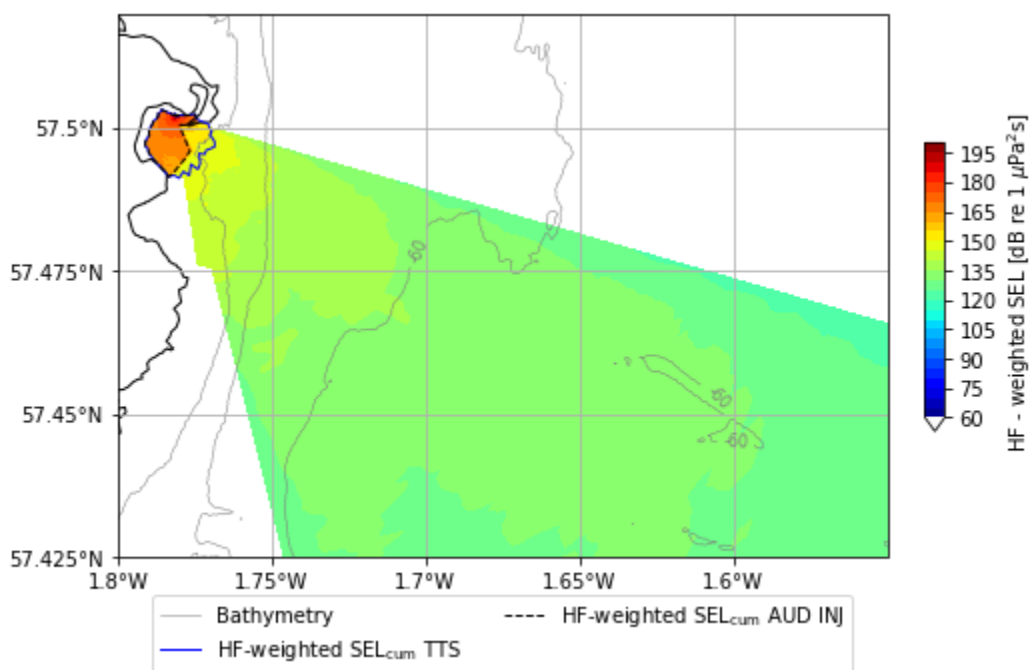 57.5°N
57.475°N
57.45°N
57.425°N
1.8°W
1.75°W
1.7°W
1.65°W
1.6°W
-60
-60
-60
195
180
165
150
135
120
105
90
75
60
HF - weighted SEL [dB re 1 μPa²s]
Bathymetry
HF-weighted SELcum TTS
HF-weighted SELcum AUD INJ